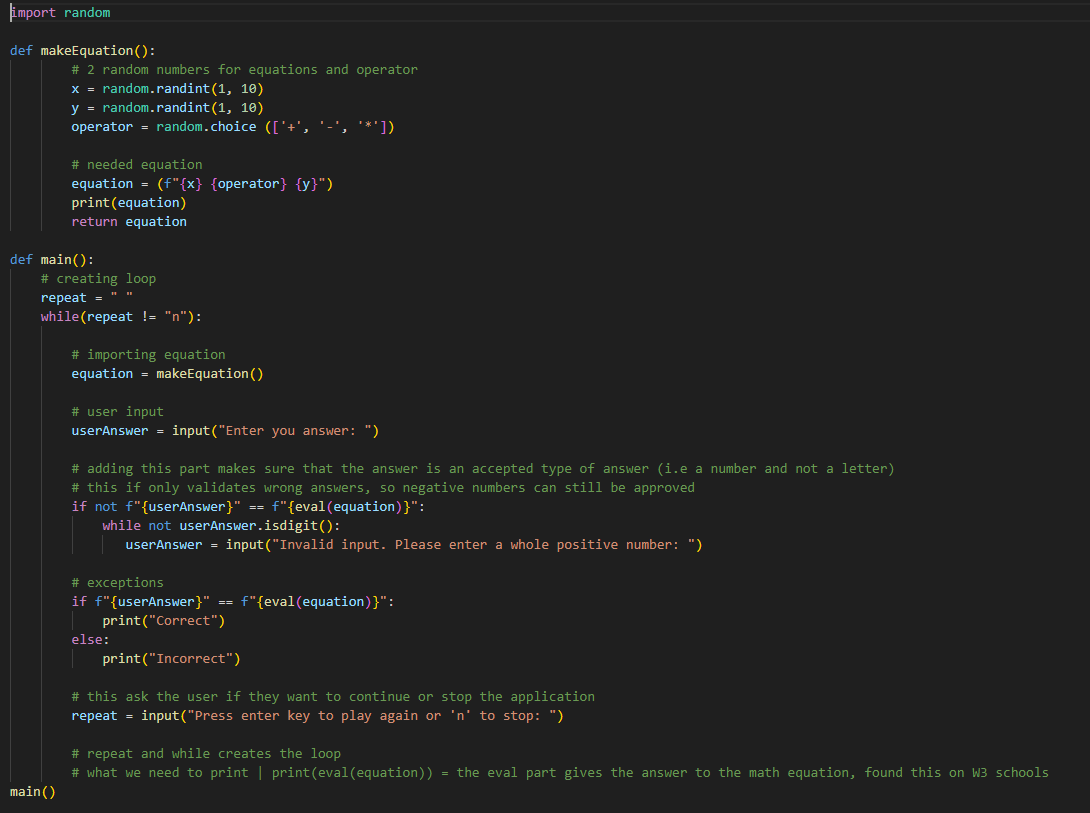 import random
def makeEquation():
# 2 random numbers for equations and operator
x = random.randint(1, 10)
y = random.randint(1, 10)
operator = random.choice (['+', '-', '*'])
# needed equation
equation = (f"{x} {operator} {y}")
print(equation)
return equation
def main():
# creating loop
repeat = " "
while(repeat != "n"):
# importing equation
equation = makeEquation()
# user input
userAnswer = input("Enter you answer: ")
# adding this part makes sure that the answer is an accepted type of answer (i.e a number and not a letter)
# this if only validates wrong answers, so negative numbers can still be approved
if not f"{userAnswer}" == f"{eval(equation)}":
while not userAnswer.isdigit():
userAnswer = input("Invalid input. Please enter a whole positive number: ")
# exceptions
if f"{userAnswer}" == f"{eval(equation)}":
print("Correct")
else:
print("Incorrect")
# this ask the user if they want to continue or stop the application
repeat = input("Press enter key to play again or 'n' to stop: ")
# repeat and while creates the loop
# what we need to print | print(eval(equation)) = the eval part gives the answer to the math equation, found this on W3 schools
main()